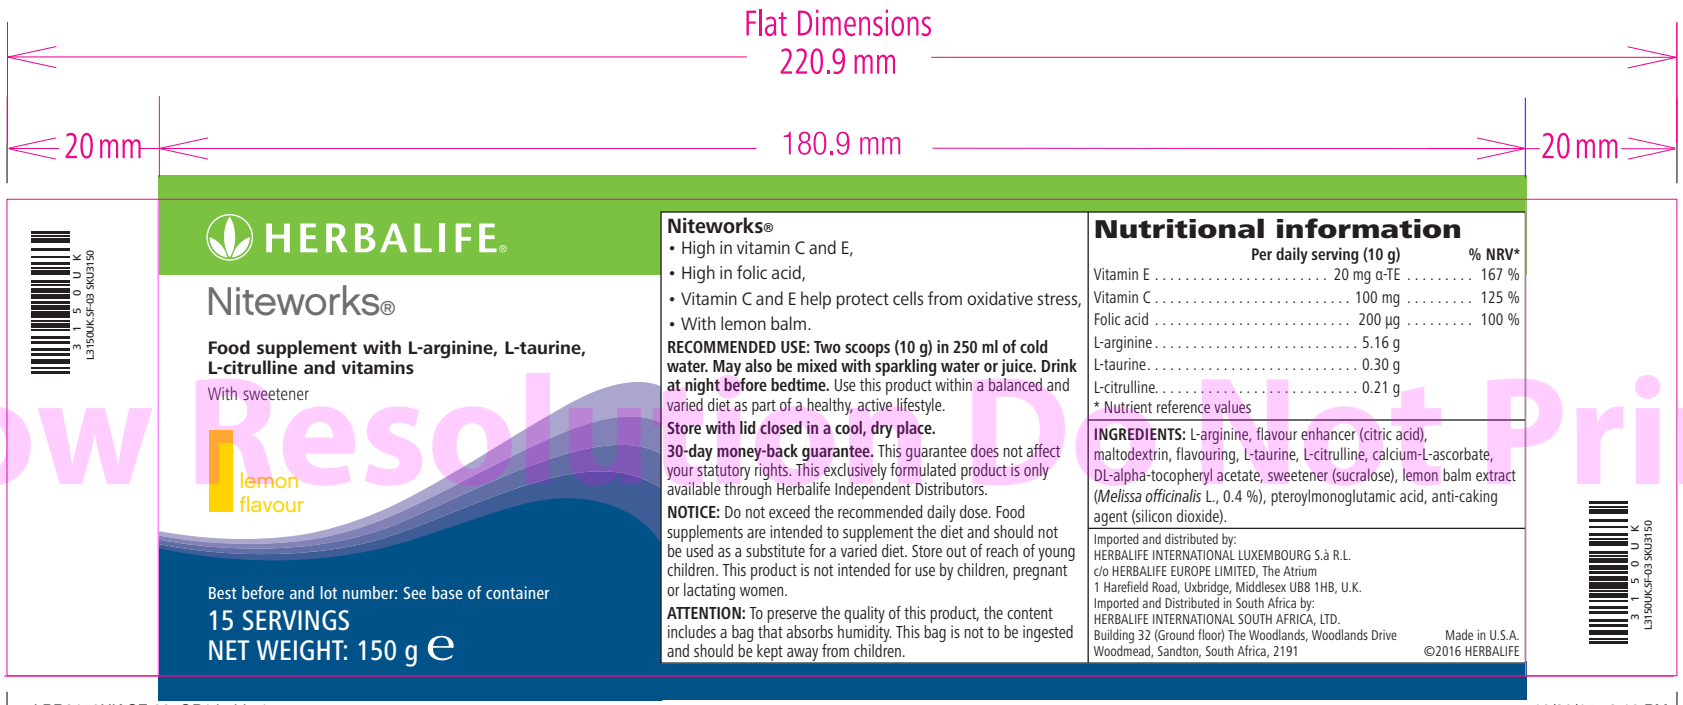 Flat Dimensions
220.9 mm
20 mm
180.9 mm
20 mm
3150UK
L3150UK.SF-03 SKU3150
HERBALIFE®
Niteworks®
Food supplement with L-arginine, L-taurine,
L-citrulline and vitamins
With sweetener
lemon
flavour
Best before and lot number: See base of container
15 SERVINGS
NET WEIGHT: 150 g ℮
Niteworks®
• High in vitamin C and E,
• High in folic acid,
• Vitamin C and E help protect cells from oxidative stress,
• With lemon balm.
RECOMMENDED USE: Two scoops (10 g) in 250 ml of cold
water. May also be mixed with sparkling water or juice. Drink
at night before bedtime. Use this product within a balanced and
varied diet as part of a healthy, active lifestyle.
Store with lid closed in a cool, dry place.
30-day money-back guarantee. This guarantee does not affect
your statutory rights. This exclusively formulated product is only
available through Herbalife Independent Distributors.
NOTICE: Do not exceed the recommended daily dose. Food
supplements are intended to supplement the diet and should not
be used as a substitute for a varied diet. Store out of reach of young
children. This product is not intended for use by children, pregnant
or lactating women.
ATTENTION: To preserve the quality of this product, the content
includes a bag that absorbs humidity. This bag is not to be ingested
and should be kept away from children.
Nutritional information
Per daily serving (10 g) % NRV*
Vitamin E . . . . . . . . . . . . . . . . . . . . . . . 20 mg α-TE . . . . . . . . . 167 %
Vitamin C . . . . . . . . . . . . . . . . . . . . . . . . . . 100 mg . . . . . . . . . 125 %
Folic acid . . . . . . . . . . . . . . . . . . . . . . . . . . 200 µg . . . . . . . . . 100 %
L-arginine . . . . . . . . . . . . . . . . . . . . . . . . . . . 5.16 g
L-taurine . . . . . . . . . . . . . . . . . . . . . . . . . . . . 0.30 g
L-citrulline. . . . . . . . . . . . . . . . . . . . . . . . . . . 0.21 g
* Nutrient reference values
INGREDIENTS: L-arginine, flavour enhancer (citric acid),
maltodextrin, flavouring, L-taurine, L-citrulline, calcium-L-ascorbate,
DL-alpha-tocopheryl acetate, sweetener (sucralose), lemon balm extract
(Melissa officinalis L., 0.4 %), pteroylmonoglutamic acid, anti-caking
agent (silicon dioxide).
Imported and distributed by:
HERBALIFE INTERNATIONAL LUXEMBOURG S.à R.L.
c/o HERBALIFE EUROPE LIMITED, The Atrium
1 Harefield Road, Uxbridge, Middlesex UB8 1HB, U.K.
Imported and Distributed in South Africa by:
HERBALIFE INTERNATIONAL SOUTH AFRICA, LTD.
Building 32 (Ground floor) The Woodlands, Woodlands Drive
Woodmead, Sandton, South Africa, 2191
Made in U.S.A.
©2016 HERBALIFE
3150UK
L3150UK.SF-03 SKU3150
ow Resolution Do Not Pri